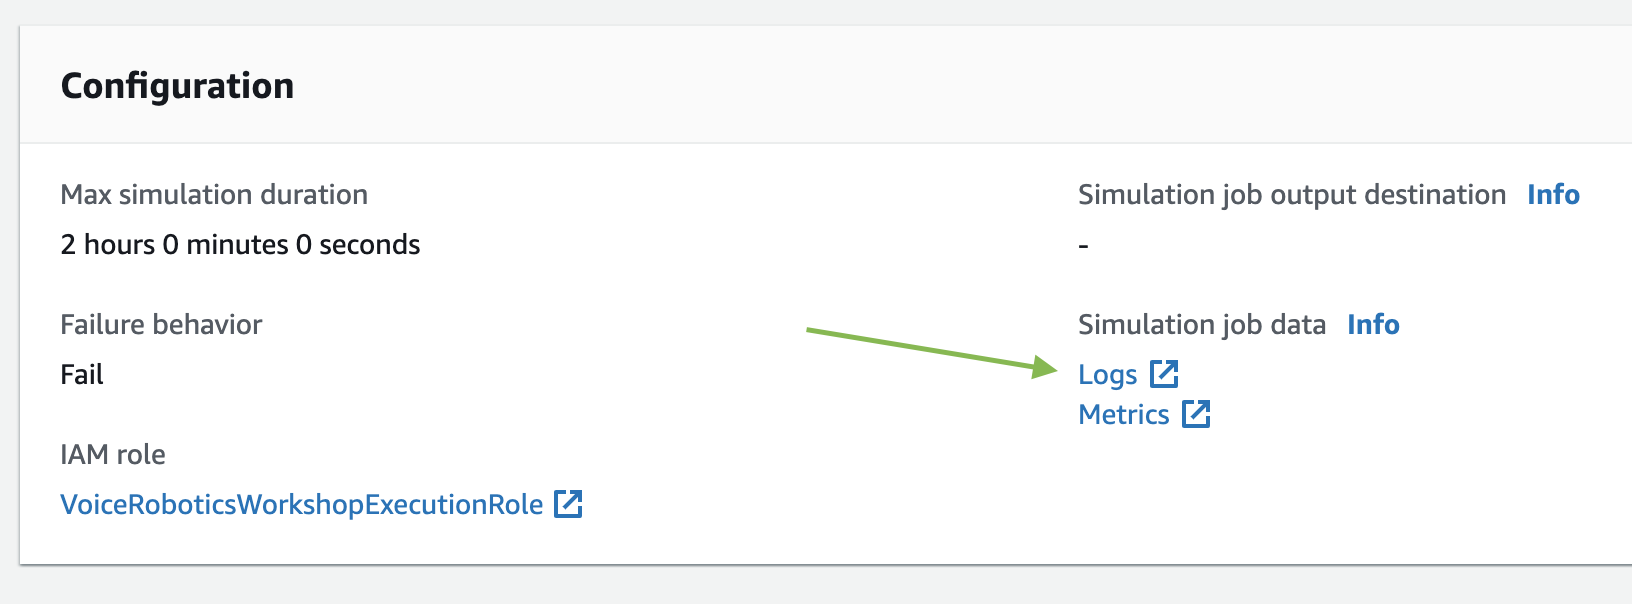 Configuration
Max simulation duration
2 hours 0 minutes 0 seconds
Failure behavior
Fail
IAM role
VoiceRoboticsWorkshopExecutionRole
Simulation job output destination Info
-
Simulation job data Info
Logs
Metrics